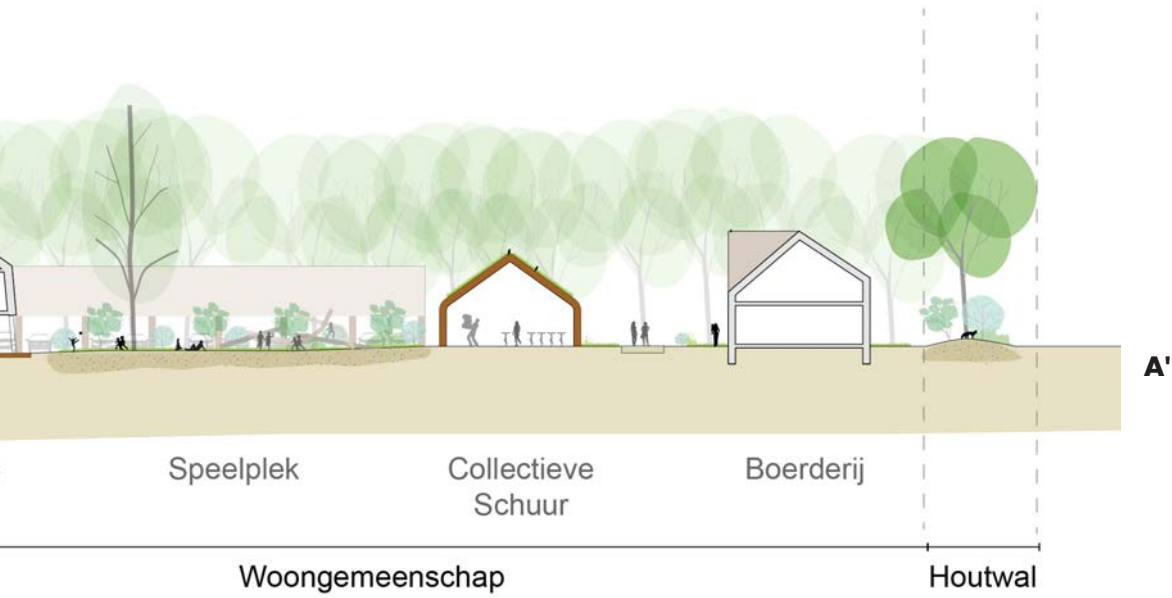 A'
Speelplek
Collectieve
Schuur
Boerderij
Woongemeenschap
Houtwal